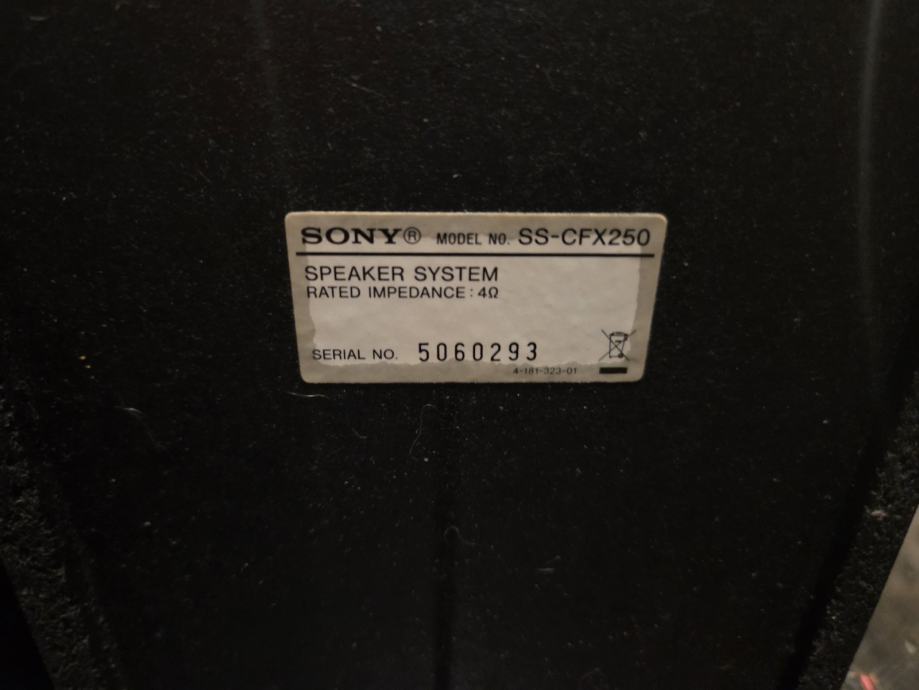 SONY® MODEL NO. SS-CFX250
SPEAKER SYSTEM
RATED IMPEDANCE : 4Ω
SERIAL NO. 5060293
4-181-323-01